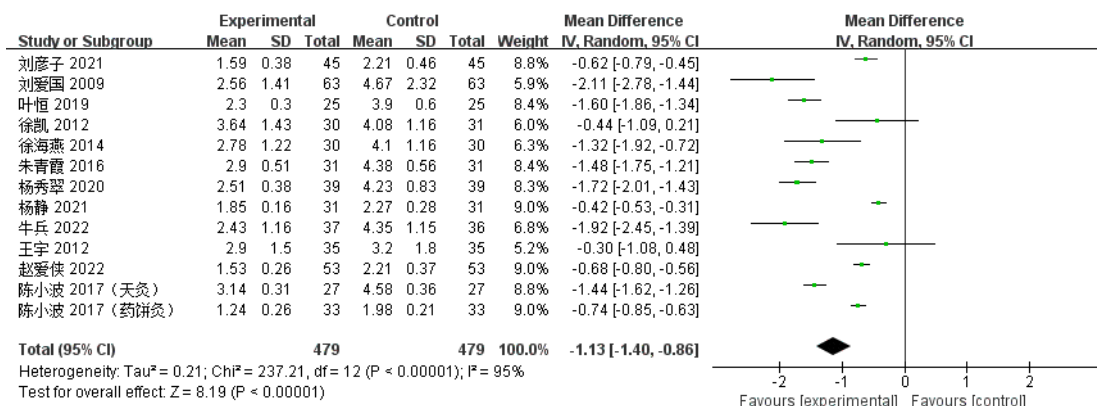 Experimental Control Mean Difference Mean Difference
Study or Subgroup Mean SD Total Mean SD Total Weight IV, Random, 95% CI IV, Random, 95% CI
刘彦子 2021 1.59 0.38 45 2.21 0.46 45 8.8% -0.62 [-0.79, -0.45]
刘爱国 2009 2.56 1.41 63 4.67 2.32 63 5.9% -2.11 [-2.78, -1.44]
叶恒 2019 2.3 0.3 25 3.9 0.6 25 8.4% -1.60 [-1.86, -1.34]
徐凯 2012 3.64 1.43 30 4.08 1.16 31 6.0% -0.44 [-1.09, 0.21]
徐海燕 2014 2.78 1.22 30 4.1 1.16 30 6.3% -1.32 [-1.92, -0.72]
朱青霞 2016 2.9 0.51 31 4.38 0.56 31 8.4% -1.48 [-1.75, -1.21]
杨秀翠 2020 2.51 0.38 39 4.23 0.83 39 8.3% -1.72 [-2.01, -1.43]
杨静 2021 1.85 0.16 31 2.27 0.28 31 9.0% -0.42 [-0.53, -0.31]
牛兵 2022 2.43 1.16 37 4.35 1.15 36 6.7% -1.92 [-2.45, -1.39]
王宇 2012 2.9 1.5 35 3.2 1.8 35 5.2% -0.30 [-1.08, 0.48]
赵爱侠 2022 1.53 0.26 53 2.21 0.37 53 9.0% -0.68 [-0.80, -0.56]
陈小波 2017（天灸） 3.14 0.31 27 4.58 0.36 27 8.8% -1.44 [-1.62, -1.26]
陈小波 2017（药饼灸） 1.24 0.26 33 1.98 0.21 33 9.0% -0.74 [-0.85, -0.63]
Total (95% CI) 479 479 100.0% -1.13 [-1.40, -0.86]
Heterogeneity: Tau² = 0.21; Chi² = 237.21, df = 12 (P < 0.00001); I² = 95%
Test for overall effect: Z = 8.19 (P < 0.00001)
-2 -1 0 1 2
Favours [experimental] Favours [control]